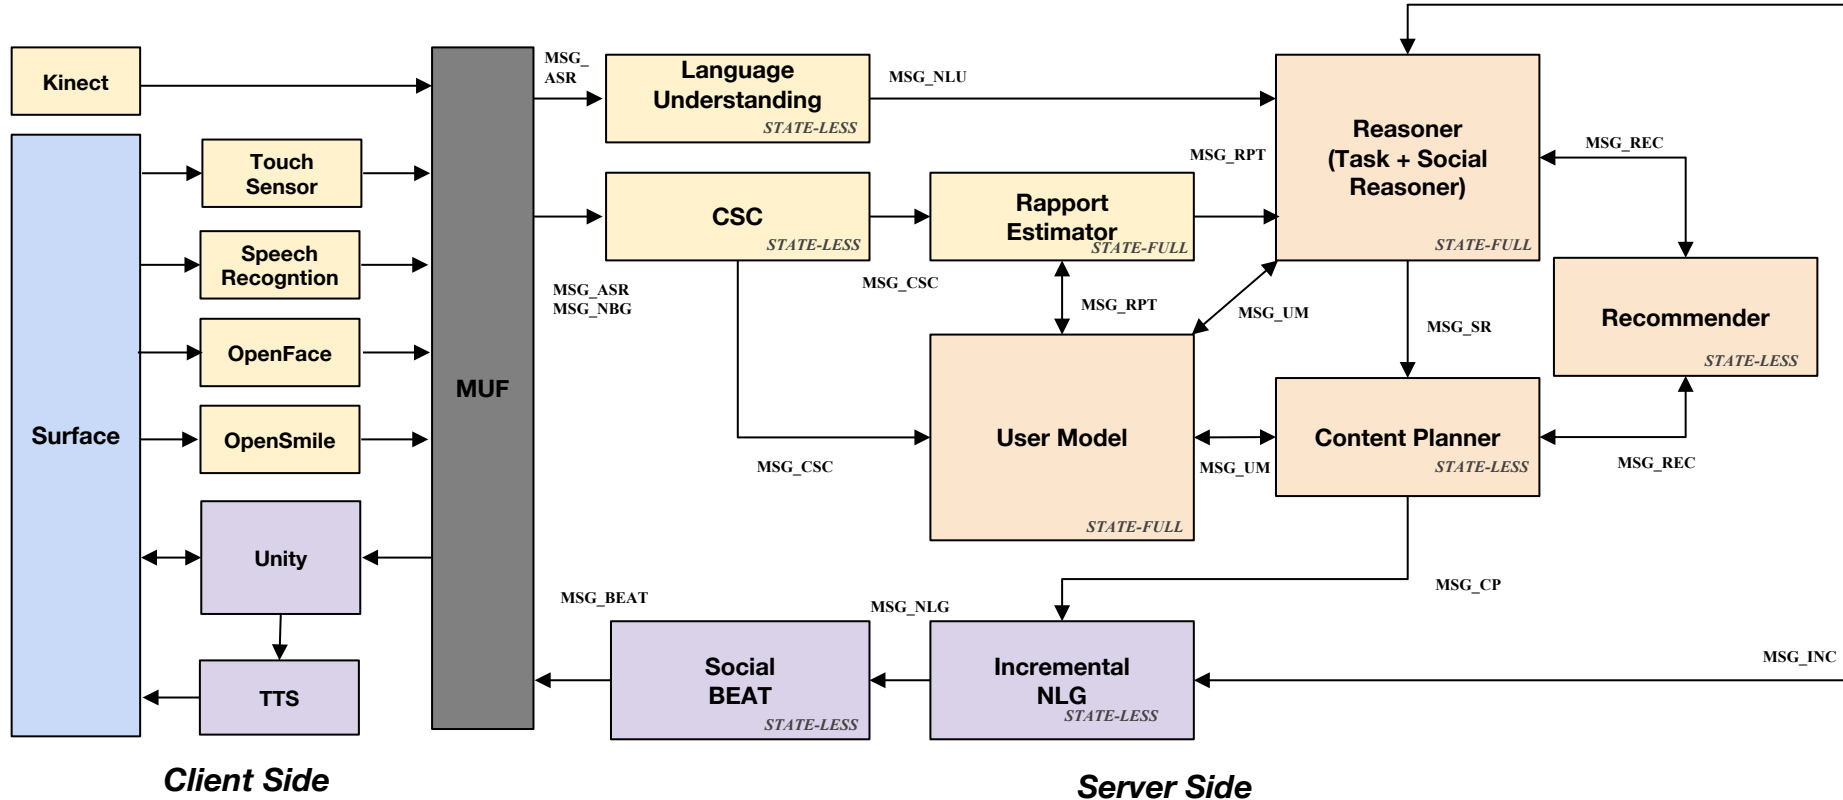 Kinect
Surface
Touch
Sensor
Speech
Recogntion
OpenFace
OpenSmile
Unity
TTS
MUF
MSG_
ASR
Language
Understanding
STATE-LESS
MSG_NLU
MSG_ASR
MSG_NBG
CSC
STATE-LESS
MSG_CSC
Rapport
Estimator
STATE-FULL
MSG_RPT
Reasoner
(Task + Social
Reasoner)
STATE-FULL
MSG_REC
MSG_RPT
MSG_UM
MSG_SR
Recommender
STATE-LESS
MSG_CSC
User Model
STATE-FULL
MSG_UM
Content Planner
STATE-LESS
MSG_REC
MSG_CP
MSG_BEAT
Social
BEAT
STATE-LESS
MSG_NLG
Incremental
NLG
STATE-LESS
MSG_INC
Client Side
Server Side